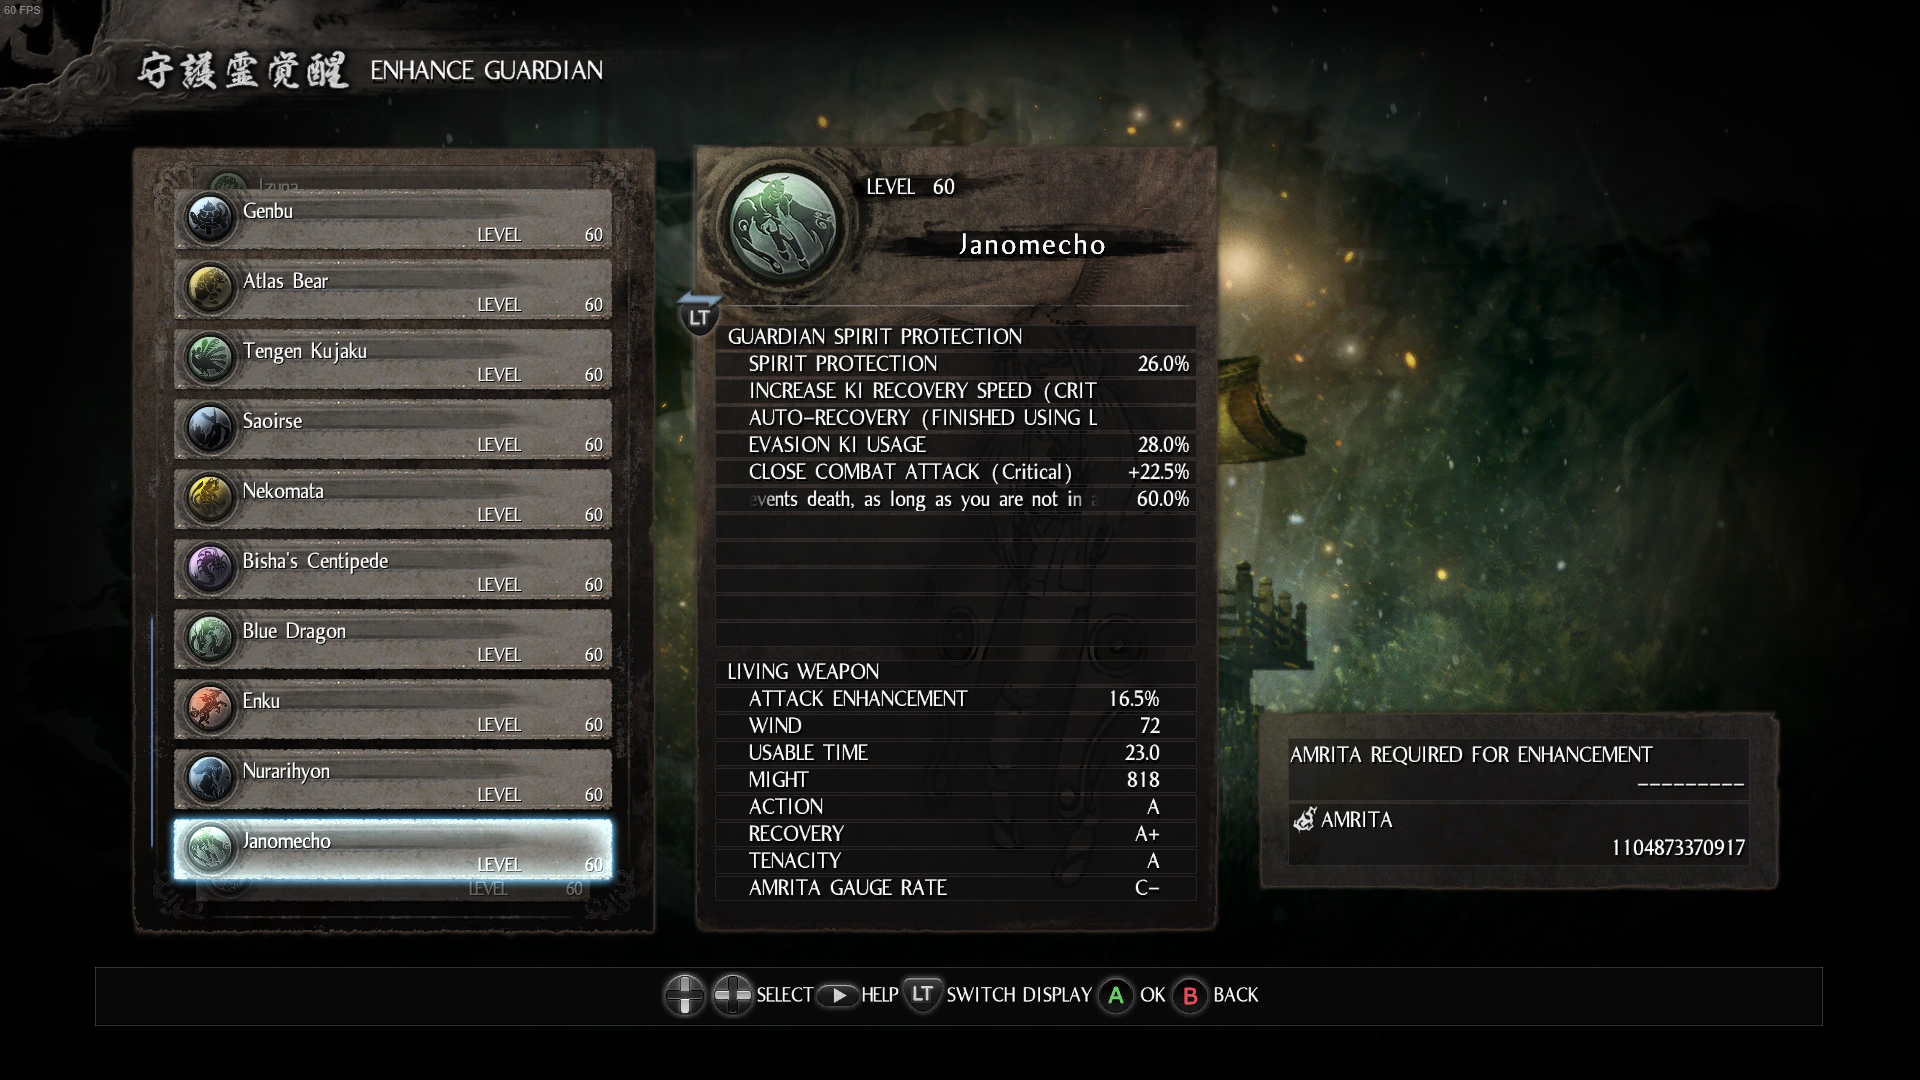 60 FPS
守護霊覚醒 ENHANCE GUARDIAN
Izuna
Genbu
LEVEL 60
Atlas Bear
LEVEL 60
Tengen Kujaku
LEVEL 60
Saoirse
LEVEL 60
Nekomata
LEVEL 60
Bisha's Centipede
LEVEL 60
Blue Dragon
LEVEL 60
Enku
LEVEL 60
Nurarihyon
LEVEL 60
Janomecho
LEVEL 60
LEVEL 60
LEVEL 60
Janomecho
LT
GUARDIAN SPIRIT PROTECTION
SPIRIT PROTECTION 26.0%
INCREASE KI RECOVERY SPEED (CRIT
AUTO-RECOVERY (FINISHED USING L
EVASION KI USAGE 28.0%
CLOSE COMBAT ATTACK (Critical) +22.5%
events death, as long as you are not in a 60.0%
LIVING WEAPON
ATTACK ENHANCEMENT 16.5%
WIND 72
USABLE TIME 23.0
MIGHT 818
ACTION A
RECOVERY A+
TENACITY A
AMRITA GAUGE RATE C-
AMRITA REQUIRED FOR ENHANCEMENT
---------
AMRITA
1104873370917
SELECT HELP LT SWITCH DISPLAY A OK B BACK